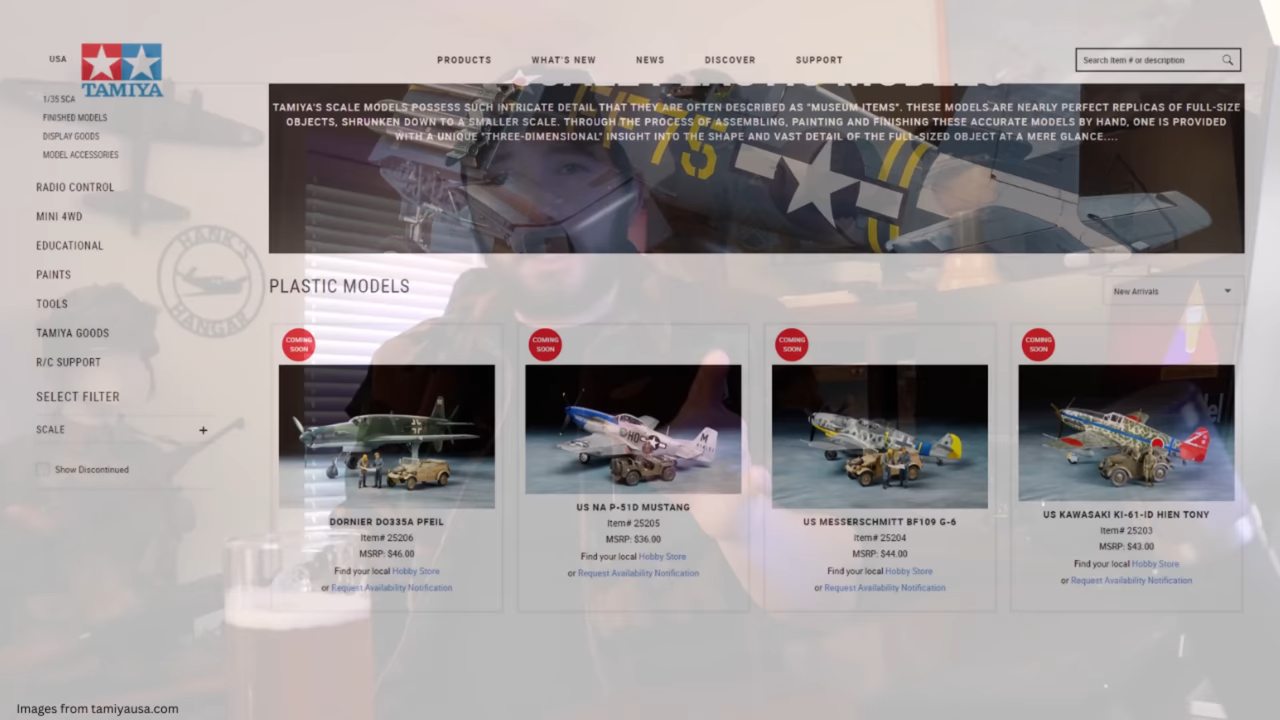 USA
TAMIYA
PRODUCTS
WHAT'S NEW
NEWS
DISCOVER
SUPPORT
Search Item # or description
1/35 SCA
FINISHED MODELS
DISPLAY GOODS
MODEL ACCESSORIES
RADIO CONTROL
MINI 4WD
EDUCATIONAL
PAINTS
TOOLS
TAMIYA GOODS
R/C SUPPORT
SELECT FILTER
SCALE
+
Show Discontinued
TAMIYA'S SCALE MODELS POSSESS SUCH INTRICATE DETAIL THAT THEY ARE OFTEN DESCRIBED AS "MUSEUM ITEMS". THESE MODELS ARE NEARLY PERFECT REPLICAS OF FULL-SIZE
OBJECTS, SHRUNKEN DOWN TO A SMALLER SCALE. THROUGH THE PROCESS OF ASSEMBLING, PAINTING AND FINISHING THESE ACCURATE MODELS BY HAND, ONE IS PROVIDED
WITH A UNIQUE "THREE-DIMENSIONAL" INSIGHT INTO THE SHAPE AND VAST DETAIL OF THE FULL-SIZED OBJECT AT A MERE GLANCE....
HANK'S
HANGAR
PLASTIC MODELS
New Arrivals
COMING
SOON
DORNIER DO335A PFEIL
Item# 25206
MSRP: $46.00
Find your local Hobby Store
or Request Availability Notification
COMING
SOON
HO
M
US NA P-51D MUSTANG
Item# 25205
MSRP: $36.00
Find your local Hobby Store
or Request Availability Notification
COMING
SOON
US MESSERSCHMITT BF109 G-6
Item# 25204
MSRP: $44.00
Find your local Hobby Store
or Request Availability Notification
COMING
SOON
US KAWASAKI KI-61-ID HIEN TONY
Item# 25203
MSRP: $43.00
Find your local Hobby Store
or Request Availability Notification
Images from tamiyausa.com